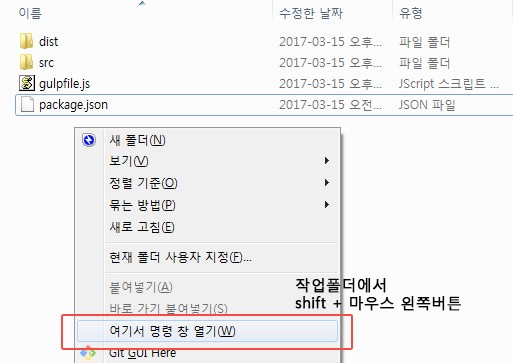 이름 수정한 날짜 유형
dist 2017-03-15 오후... 파일 폴더
src 2017-03-15 오후... 파일 폴더
gulpfile.js 2017-03-15 오후... JScript 스크립트 ...
package.json 2017-03-15 오전... JSON 파일
새 폴더(N)
보기(V)
정렬 기준(O)
묶는 방법(P)
새로 고침(E)
현재 폴더 사용자 지정(F)...
붙여넣기(A)
바로 가기 붙여넣기(S)
여기서 명령 창 열기(W)
Git GUI Here
작업폴더에서
shift + 마우스 왼쪽버튼